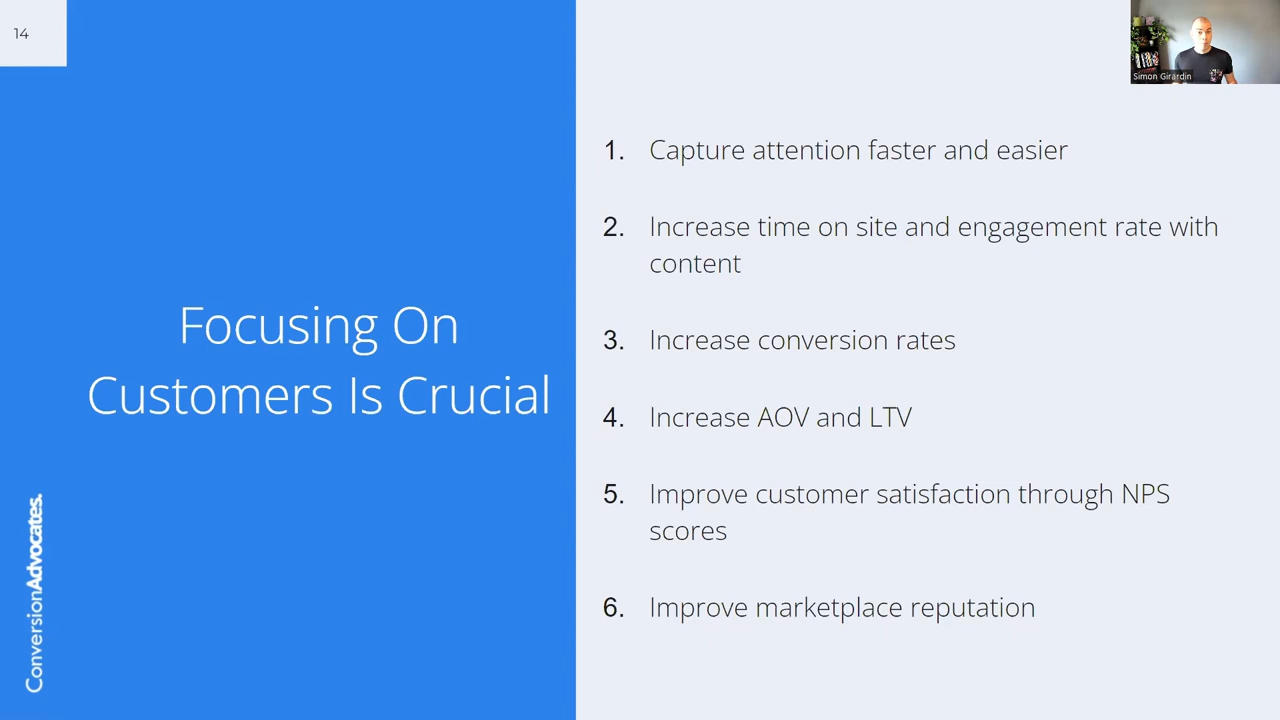 14
Simon Girardin
Focusing On
Customers Is Crucial
ConversionAdvocates.
1. Capture attention faster and easier
2. Increase time on site and engagement rate with
content
3. Increase conversion rates
4. Increase AOV and LTV
5. Improve customer satisfaction through NPS
scores
6. Improve marketplace reputation